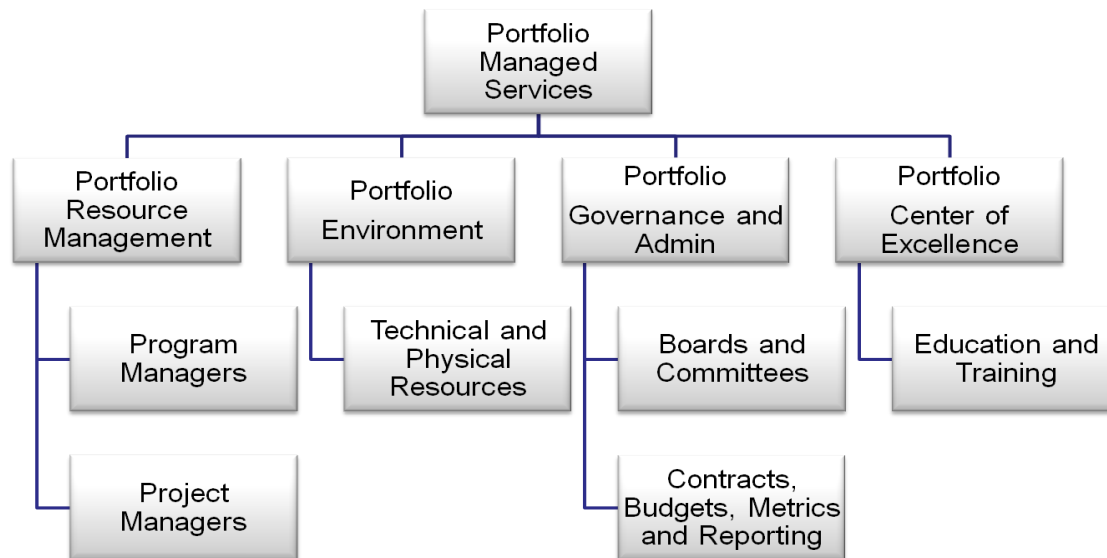 Portfolio
Managed
Services
Portfolio
Resource
Management
Portfolio
Environment
Portfolio
Governance and
Admin
Portfolio
Center of
Excellence
Program
Managers
Technical and
Physical
Resources
Boards and
Committees
Education and
Training
Project
Managers
Contracts,
Budgets, Metrics
and Reporting